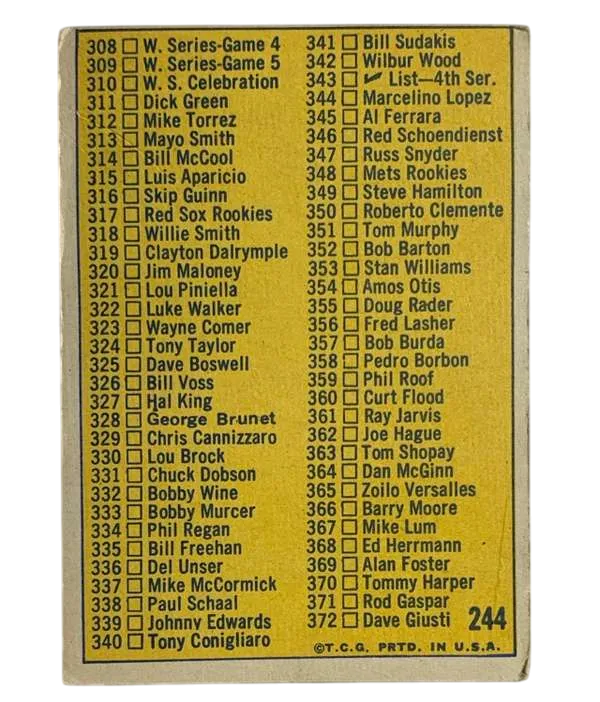 308 W. Series-Game 4
309 W. Series-Game 5
310 W. S. Celebration
311 Dick Green
312 Mike Torrez
313 Mayo Smith
314 Bill McCool
315 Luis Aparicio
316 Skip Guinn
317 Red Sox Rookies
318 Willie Smith
319 Clayton Dalrymple
320 Jim Maloney
321 Lou Piniella
322 Luke Walker
323 Wayne Comer
324 Tony Taylor
325 Dave Boswell
326 Bill Voss
327 Hal King
328 George Brunet
329 Chris Cannizzaro
330 Lou Brock
331 Chuck Dobson
332 Bobby Wine
333 Bobby Murcer
334 Phil Regan
335 Bill Freehan
336 Del Unser
337 Mike McCormick
338 Paul Schaal
339 Johnny Edwards
340 Tony Conigliaro
341 Bill Sudakis
342 Wilbur Wood
343 ✔ List—4th Ser.
344 Marcelino Lopez
345 Al Ferrara
346 Red Schoendienst
347 Russ Snyder
348 Mets Rookies
349 Steve Hamilton
350 Roberto Clemente
351 Tom Murphy
352 Bob Barton
353 Stan Williams
354 Amos Otis
355 Doug Rader
356 Fred Lasher
357 Bob Burda
358 Pedro Borbon
359 Phil Roof
360 Curt Flood
361 Ray Jarvis
362 Joe Hague
363 Tom Shopay
364 Dan McGinn
365 Zoilo Versalles
366 Barry Moore
367 Mike Lum
368 Ed Herrmann
369 Alan Foster
370 Tommy Harper
371 Rod Gaspar
372 Dave Giusti
244
©T.C.G. PRTD. IN U.S.A.